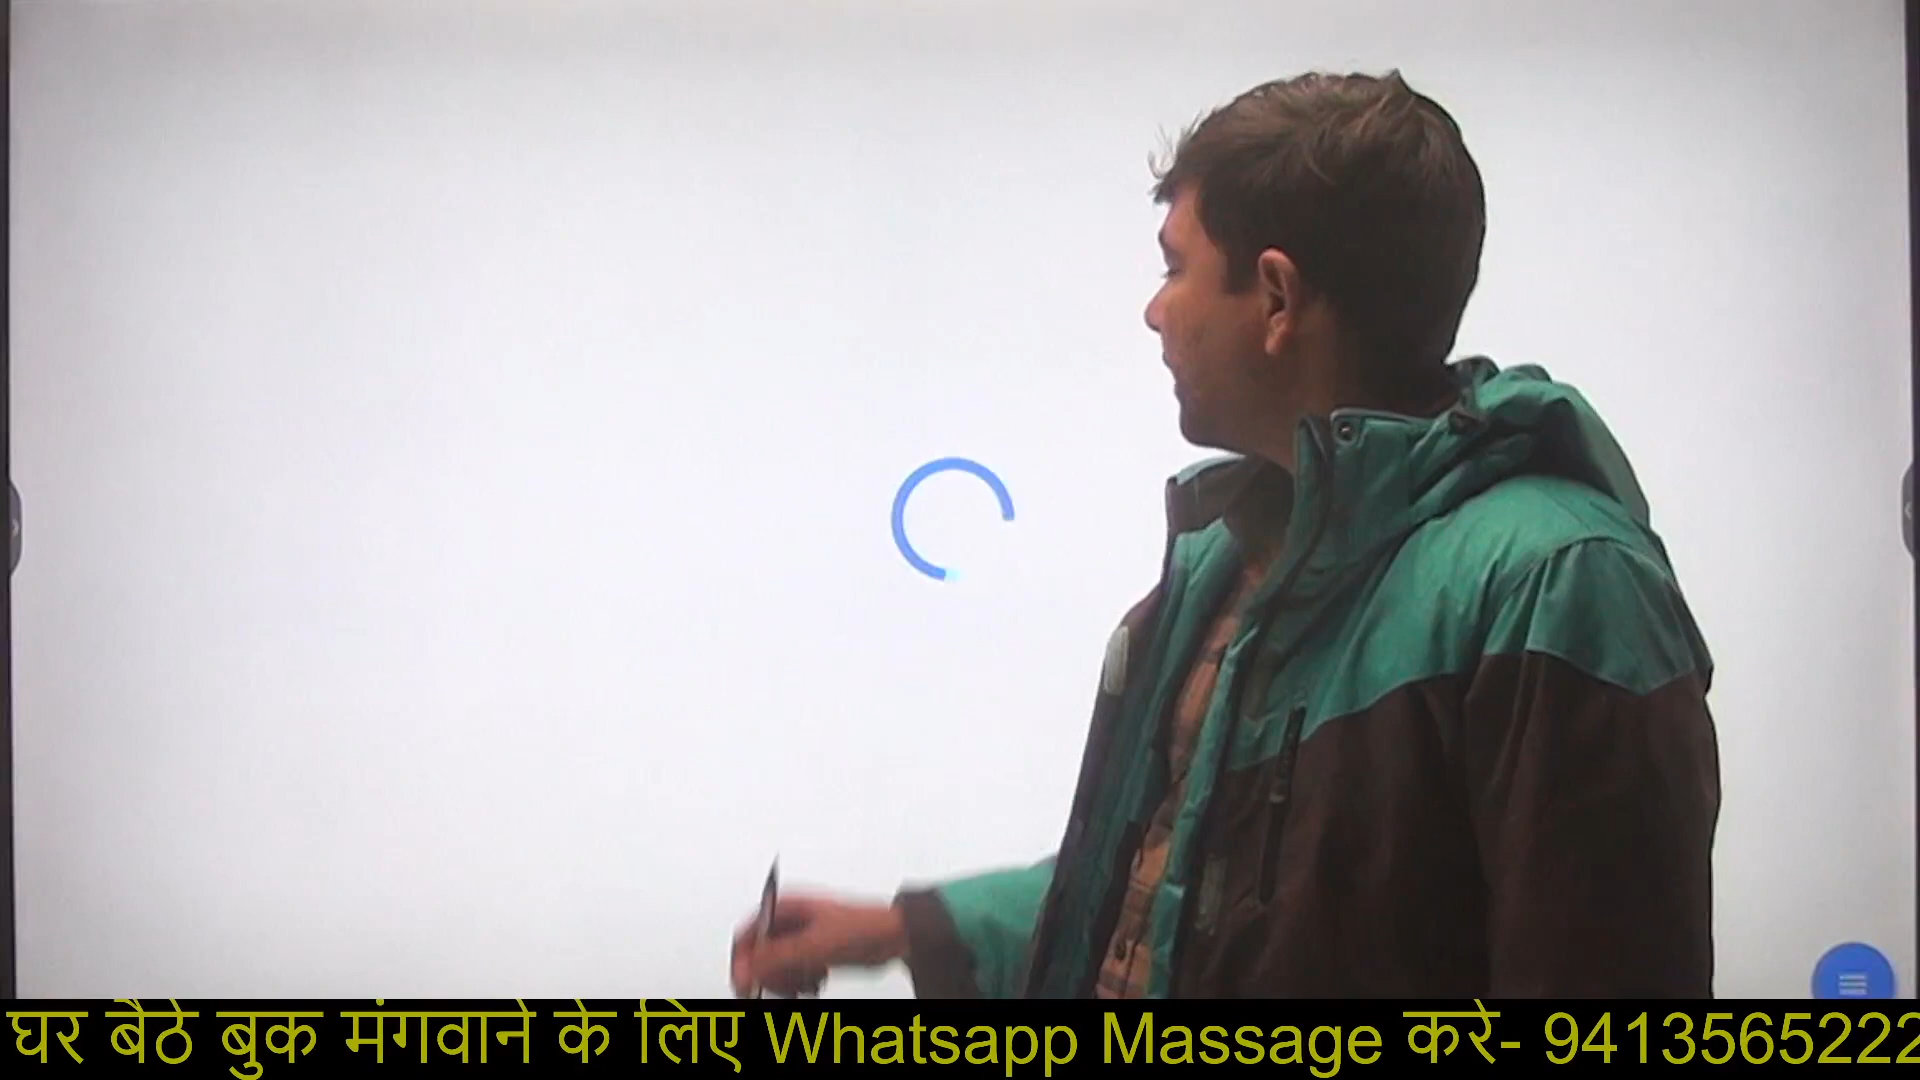 घर बैठे बुक मंगवाने के लिए Whatsapp Massage करे- 9413565222